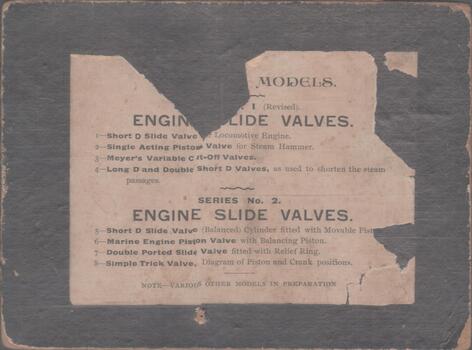 MODELS.
1 (Revised).
ENGINE SLIDE VALVES.
1—Short D Slide Valve Locomotive Engine.
2—Single Acting Piston Valve for Steam Hammer.
3—Meyer's Variable Cut-Off Valves.
4—Long D and Double Short D Valves, as used to shorten the steam
passages.
SERIES No. 2.
ENGINE SLIDE VALVES.
5—Short D Slide Valve (Balanced) Cylinder fitted with Movable
6—Marine Engine Piston Valve with Balancing Piston.
7—Double Ported Slide Valve fitted with Relief Ring.
8—Simple Trick Valve, Diagram of Piston and Crank positions.
NOTE—VARIOUS OTHER MODELS IN PREPARATION